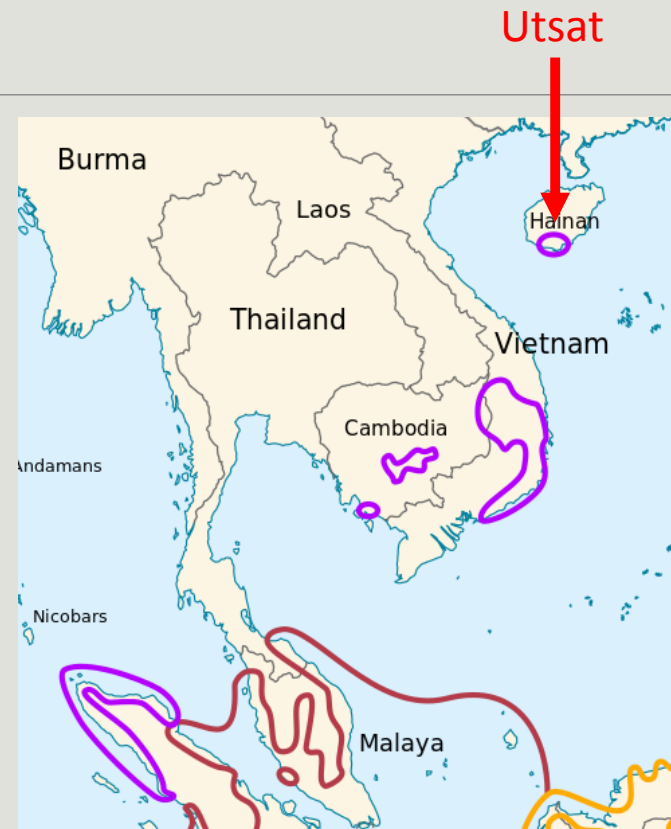 Utsat
Burma
Laos
Hainan
Thailand
Vietnam
Cambodia
Andamans
Nicobars
Malaya